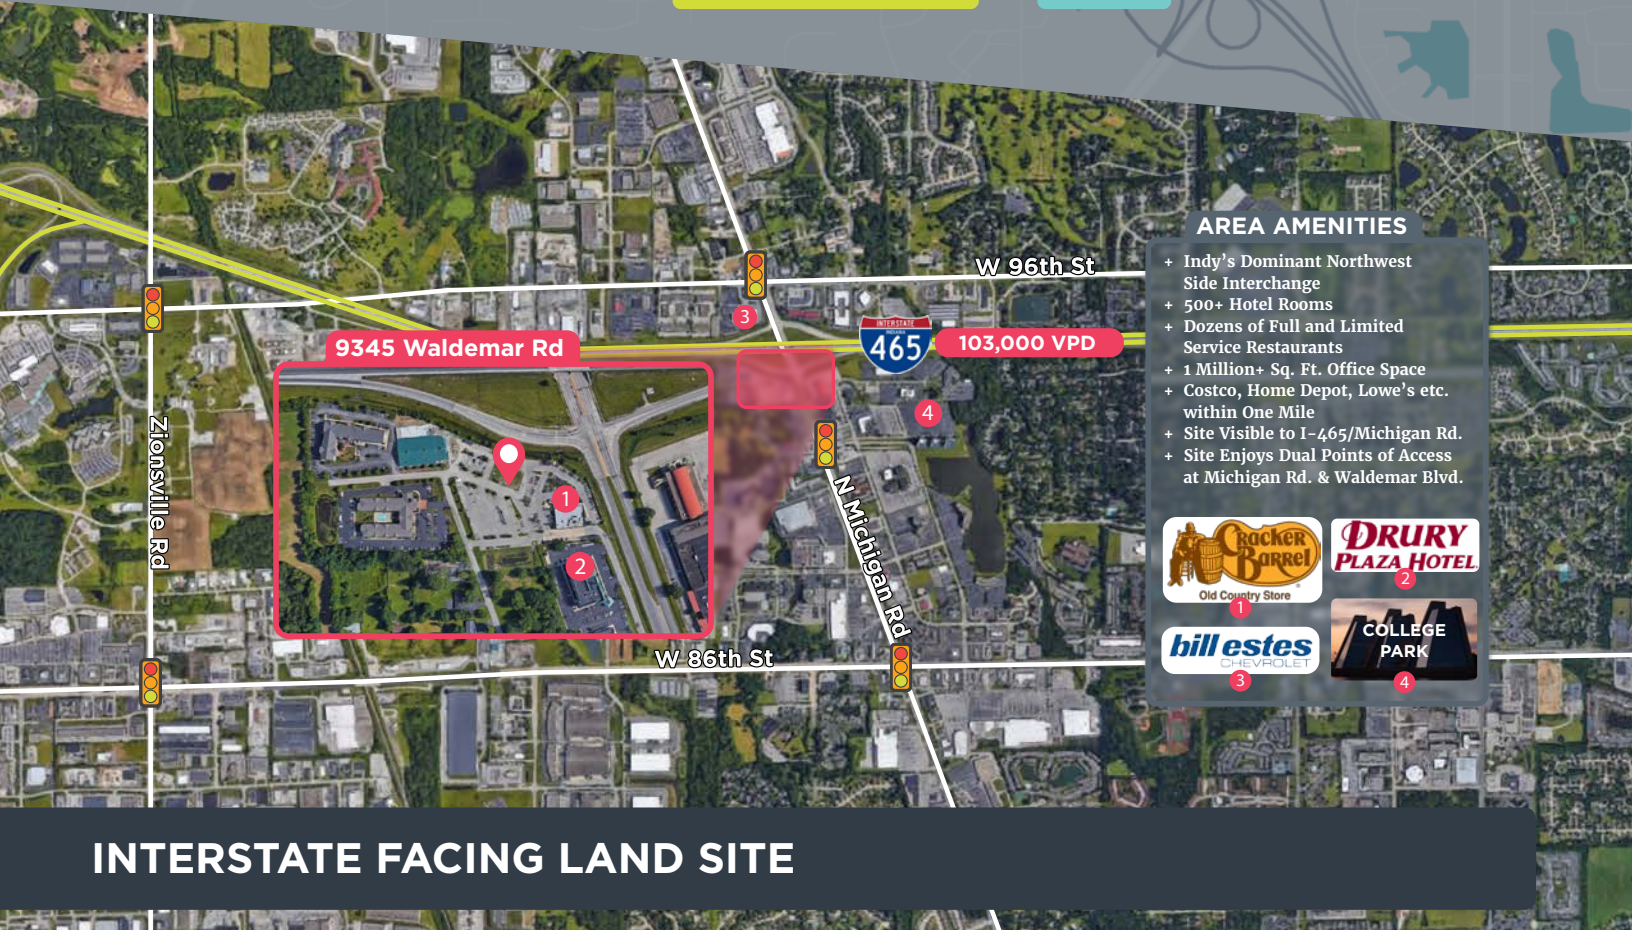 AREA AMENITIES
+ Indy's Dominant Northwest
Side Interchange
+ 500+ Hotel Rooms
+ Dozens of Full and Limited
Service Restaurants
+ 1 Million+ Sq. Ft. Office Space
+ Costco, Home Depot, Lowe's etc.
within One Mile
+ Site Visible to I-465/Michigan Rd.
+ Site Enjoys Dual Points of Access
at Michigan Rd. & Waldemar Blvd.
CRACKER
BARREL
Old Country Store
1
DRURY
PLAZA HOTEL
2
bill estes
CHEVROLET
3
COLLEGE
PARK
4
W 96th St
3
INTERSTATE
INDIANA
465
103,000 VPD
9345 Waldemar Rd
1
2
4
Zionsville Rd
N Michigan Rd
W 86th St
INTERSTATE FACING LAND SITE